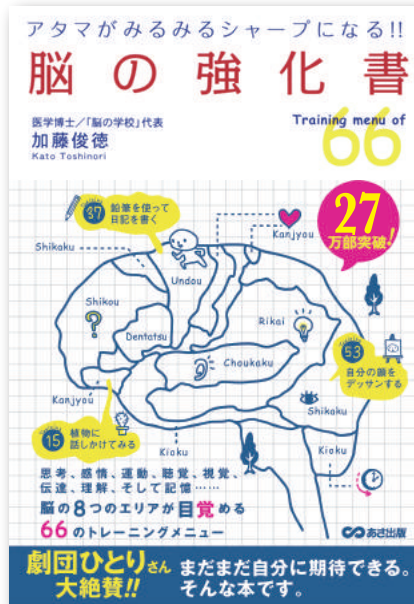 アタマがみるみるシャープになる!!
脳の強化書
医学博士/「脳の学校」代表
加藤俊徳
Kato Toshinori
Training menu of
66
37
鉛筆を使って
日記を書く
27
万部突破!
Kanjyou
Shikaku
Undou
Shikou
Rikai
Dentatsu
Choukaku
53
自分の顔を
デッサンする
Kanjyou
Shikaku
15
植物に
話しかけてみる
Kioku
Kioku
思考、感情、運動、聴覚、視覚、
伝達、理解、そして記憶……
脳の8つのエリアが目覚める
66のトレーニングメニュー
あさ出版
劇団ひとりさん
大絶賛!!
まだまだ自分に期待できる。
そんな本です。